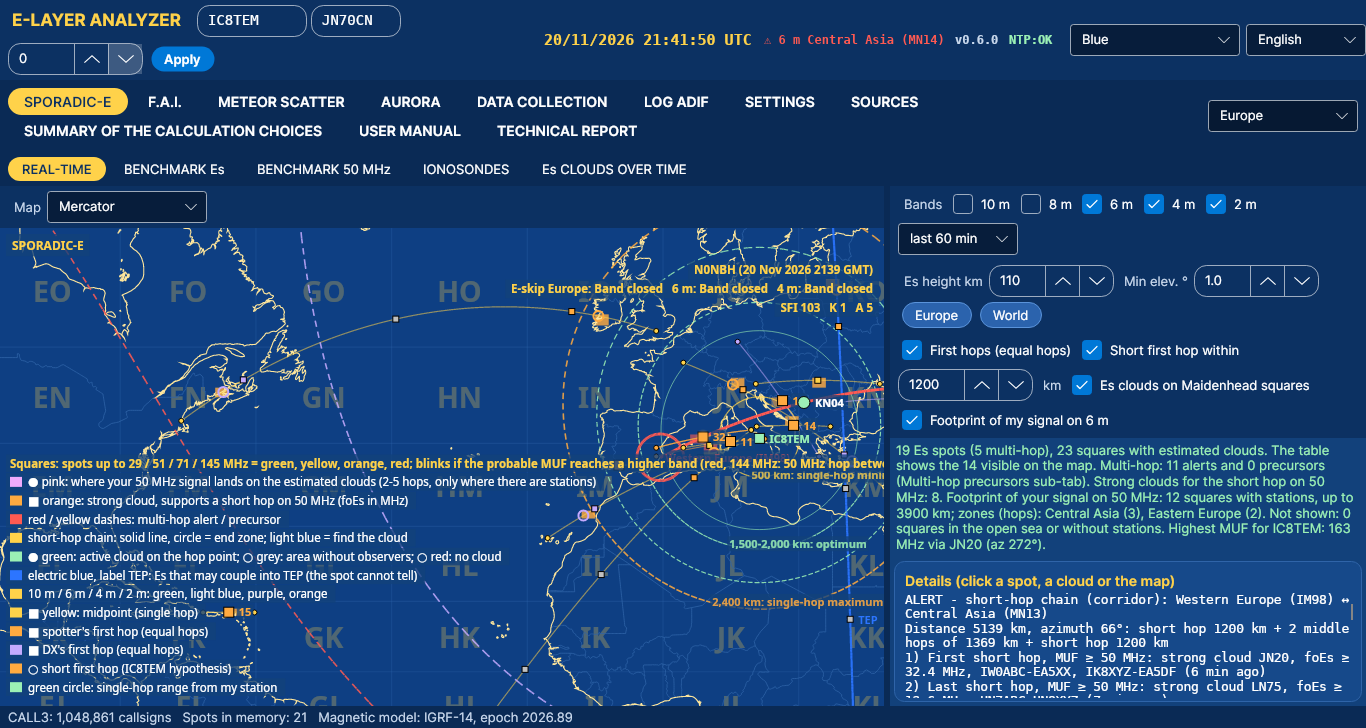 E-LAYER ANALYZER
IC8TEM
JN70CN
0
Apply
20/11/2026 21:41:50 UTC
⚠ 6 m Central Asia (MN14)
v0.6.0
NTP:OK
Blue
English
SPORADIC-E
F.A.I.
METEOR SCATTER
AURORA
DATA COLLECTION
LOG ADIF
SETTINGS
SOURCES
SUMMARY OF THE CALCULATION CHOICES
USER MANUAL
TECHNICAL REPORT
Europe
REAL-TIME
BENCHMARK Es
BENCHMARK 50 MHz
IONOSONDES
Es CLOUDS OVER TIME
Map
Mercator
SPORADIC-E
N0NBH (20 Nov 2026 2139 GMT)
E-skip Europe: Band closed 6 m: Band closed 4 m: Band closed
SFI 103 K 1 A 5
EO
FO
GO
HO
EN
FN
GN
HN
IN
KN04
14
32
11
IC8TEM
Squares: spots up to 29 / 51 / 71 / 145 MHz = green, yellow, orange, red; blinks if the probable MUF reaches a higher band (red, 144 MHz: 50 MHz hop betwe
500 km: single-hop mini
pink: where your 50 MHz signal lands on the estimated clouds (2-5 hops, only where there are stations)
IM
JM
KM
orange: strong cloud, supports a short hop on 50 (foEs in MHz)
red / yellow dashes: multi-hop alert / precursor
short-hop chain: solid line, circle = end zone; light blue = find the cloud
1,500-2,000 km: optimum
green: active cloud on the hop point; ○ grey: area without observers; ○ red: no cloud
HL
IL
JL
KL
electric blue, label TEP: Es that may couple into TEP (the spot cannot tell)
10 m / 6 m / 4 m / 2 m: green, light blue, purple, orange
2,400 km: single-hop maximum
yellow: midpoint (single hop)
15
TEP
spotter's first hop (equal hops)
GK
HK
IK
JK
KK
DX's first hop (equal hops)
short first hop (IC8TEM hypothesis)
green circle: single-hop range from my station
Bands
10 m
8 m
6 m
4 m
2 m
last 60 min
Es height km
110
Min elev. °
1.0
Europe
World
First hops (equal hops)
Short first hop within
1200
km
Es clouds on Maidenhead squares
Footprint of my signal on 6 m
19 Es spots (5 multi-hop), 23 squares with estimated clouds. The table
shows the 14 visible on the map. Multi-hop: 11 alerts and 0 precursors
(Multi-hop precursors sub-tab). Strong clouds for the short hop on 50
MHz: 8. Footprint of your signal on 50 MHz: 12 squares with stations, up to
3900 km; zones (hops): Central Asia (3), Eastern Europe (2). Not shown: 0
squares in the open sea or without stations. Highest MUF for IC8TEM: 163
MHz via JN20 (az 272°).
Details (click a spot, a cloud or the map)
ALERT - short-hop chain (corridor): Western Europe (IM98) ↔
Central Asia (MN13)
Distance 5139 km, azimuth 66°: short hop 1200 km + 2 middle
hops of 1369 km + short hop 1200 km
1) First short hop, MUF ≥ 50 MHz: strong cloud JN20, foEs ≥
32.4 MHz, IW0ABC-EA5XX, IK8XYZ-EA5DF (6 min ago)
2) Last short hop, MUF ≥ 50 MHz: strong cloud LN75, foEs ≥
CALL3: 1,048,861 callsigns
Spots in memory: 21
Magnetic model: IGRF-14, epoch 2026.89